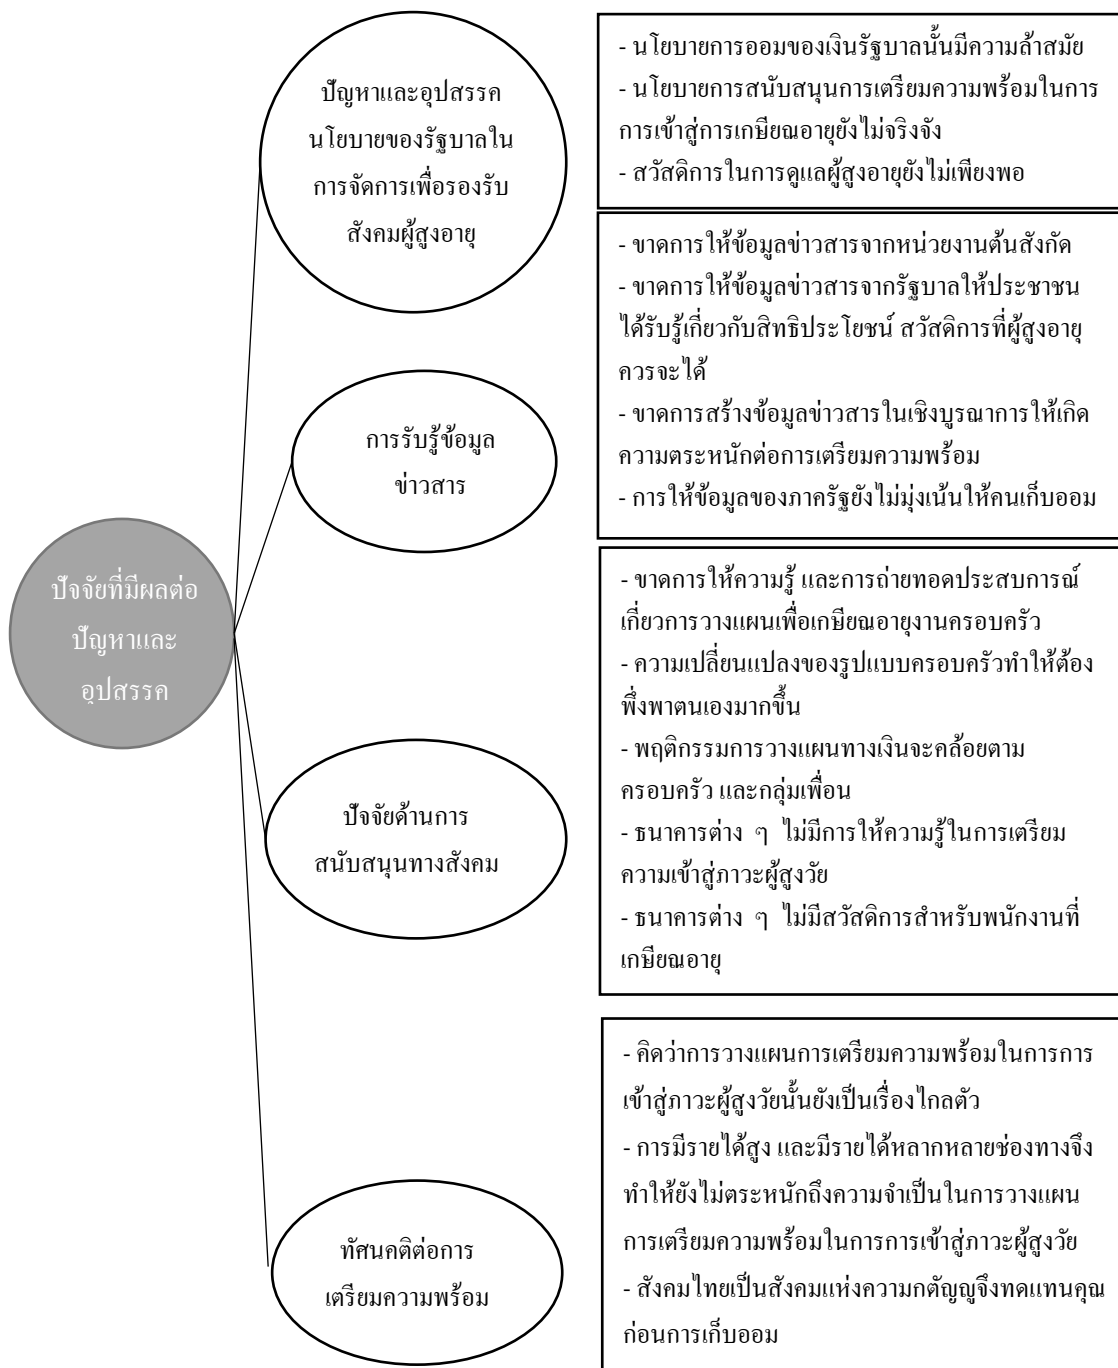 ปัญหาและอุปสรรค
นโยบายของรัฐบาลใน
การจัดการเพื่อรองรับ
สังคมผู้สูงอายุ
- นโยบายการออมของเงินรัฐบาลนั้นมีความล้าสมัย
- นโยบายการสนับสนุนการเตรียมความพร้อมในการ
การเข้าสู่การเกษียณอายุยังไม่จริงจัง
- สวัสดิการในการดูแลผู้สูงอายุยังไม่เพียงพอ
การรับรู้ข้อมูล
ข่าวสาร
- ขาดการให้ข้อมูลข่าวสารจากหน่วยงานต้นสังกัด
- ขาดการให้ข้อมูลข่าวสารจากรัฐบาลให้ประชาชน
ได้รับรู้เกี่ยวกับสิทธิประโยชน์ สวัสดิการที่ผู้สูงอายุ
ควรจะได้
- ขาดการสร้างข้อมูลข่าวสารในเชิงบูรณาการให้เกิด
ความตระหนักต่อการเตรียมความพร้อม
- การให้ข้อมูลของภาครัฐยังไม่มุ่งเน้นให้คนเก็บออม
ปัจจัยที่มีผลต่อ
ปัญหาและ
อุปสรรค
ปัจจัยด้านการ
สนับสนุนทางสังคม
- ขาดการให้ความรู้ และการถ่ายทอดประสบการณ์
เกี่ยวการวางแผนเพื่อเกษียณอายุงานครอบครัว
- ความเปลี่ยนแปลงของรูปแบบครอบครัวทำให้ต้อง
พึ่งพาตนเองมากขึ้น
- พฤติกรรมการวางแผนทางเงินจะคล้อยตาม
ครอบครัว และกลุ่มเพื่อน
- ธนาคารต่าง ๆ ไม่มีการให้ความรู้ในการเตรียม
ความเข้าสู่ภาวะผู้สูงวัย
- ธนาคารต่าง ๆ ไม่มีสวัสดิการสำหรับพนักงานที่
เกษียณอายุ
ทัศนคติต่อการ
เตรียมความพร้อม
- คิดว่าการวางแผนการเตรียมความพร้อมในการการ
เข้าสู่ภาวะผู้สูงวัยนั้นยังเป็นเรื่องไกลตัว
- การมีรายได้สูง และมีรายได้หลากหลายช่องทางจึง
ทำให้ยังไม่ตระหนักถึงความจำเป็นในการวางแผน
การเตรียมความพร้อมในการการเข้าสู่ภาวะผู้สูงวัย
- สังคมไทยเป็นสังคมแห่งความกตัญญูจึงทดแทนคุณ
ก่อนการเก็บออม